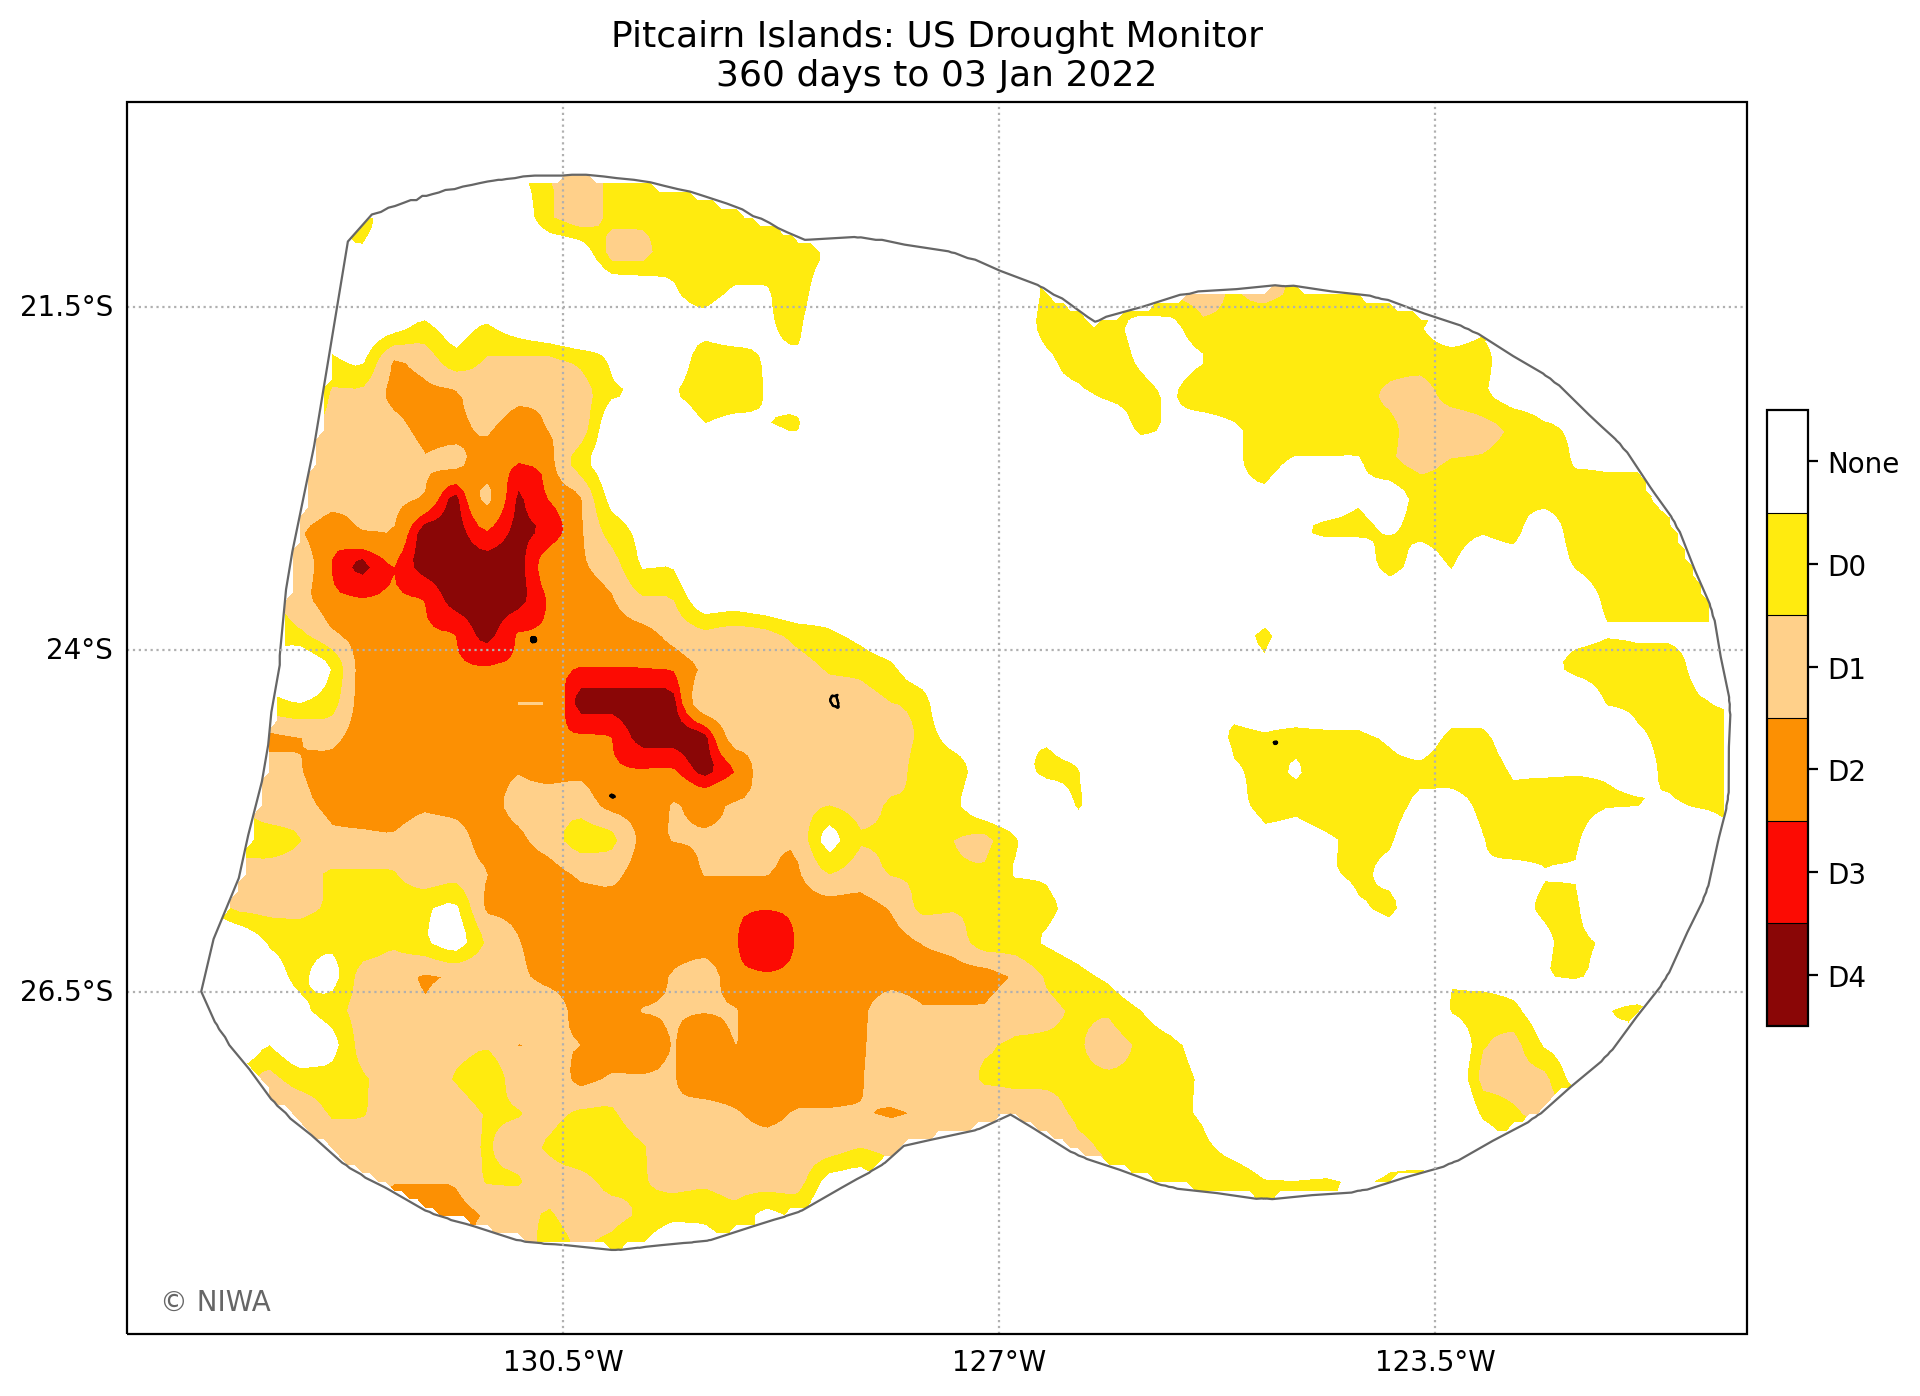 Pitcairn Islands: US Drought Monitor
360 days to 03 Jan 2022
21.5°S
24°S
26.5°S
130.5°W
127°W
123.5°W
None
D0
D1
D2
D3
D4
© NIWA